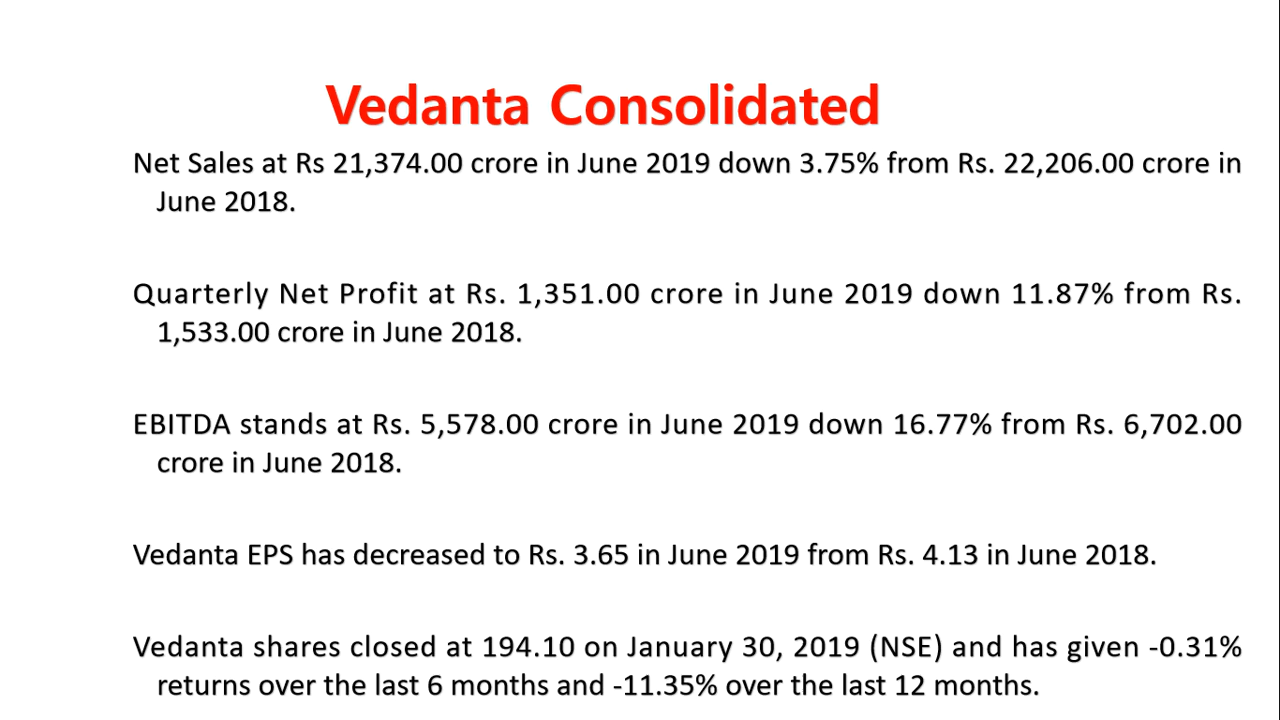 Vedanta Consolidated
Net Sales at Rs 21,374.00 crore in June 2019 down 3.75% from Rs. 22,206.00 crore in
June 2018.
Quarterly Net Profit at Rs. 1,351.00 crore in June 2019 down 11.87% from Rs.
1,533.00 crore in June 2018.
EBITDA stands at Rs. 5,578.00 crore in June 2019 down 16.77% from Rs. 6,702.00
crore in June 2018.
Vedanta EPS has decreased to Rs. 3.65 in June 2019 from Rs. 4.13 in June 2018.
Vedanta shares closed at 194.10 on January 30, 2019 (NSE) and has given -0.31%
returns over the last 6 months and -11.35% over the last 12 months.